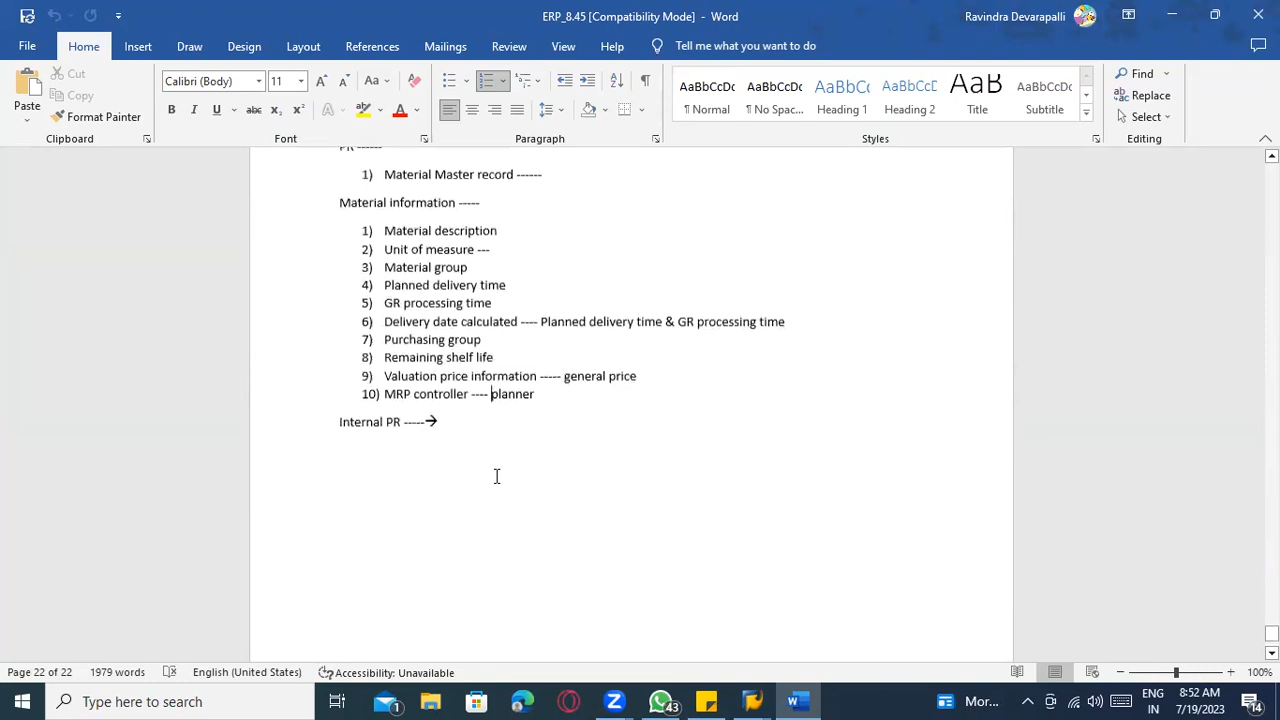 ERP_8.45 [Compatibility Mode] - Word
Ravindra Devarapalli
File Home Insert Draw Design Layout References Mailings Review View Help Tell me what you want to do
Paste
Cut
Copy
Format Painter
Clipboard
Calibri (Body) 11
Font
Paragraph
AaBbCcDc AaBbCcDc AaBbCc AaBbCcD AaB AaBbCcD
¶ Normal ¶ No Spac... Heading 1 Heading 2 Title Subtitle
Styles
Find
Replace
Select
Editing
PR ------
1) Material Master record ------
Material information -----
1) Material description
2) Unit of measure ---
3) Material group
4) Planned delivery time
5) GR processing time
6) Delivery date calculated ---- Planned delivery time & GR processing time
7) Purchasing group
8) Remaining shelf life
9) Valuation price information ----- general price
10) MRP controller ---- planner
Internal PR -----→
Page 22 of 22 1979 words English (United States) Accessibility: Unavailable 100%
Type here to search
1
43
Mor...
ENG
IN
8:52 AM
7/19/2023
14